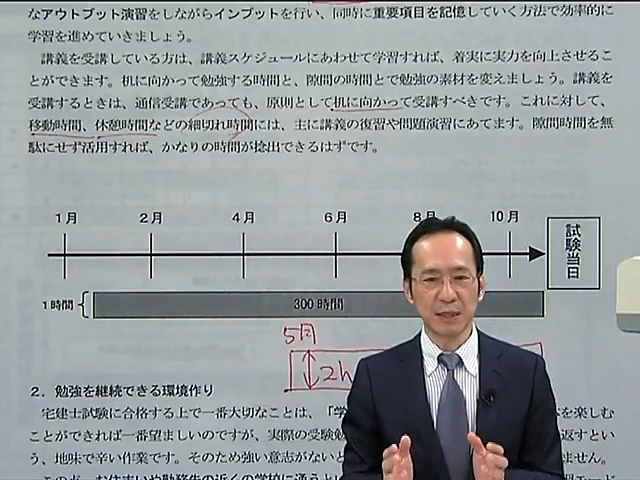 なアウトプット演習をしながらインプットを行い、同時に重要項目を記憶していく方法で効率的に
学習を進めていきましょう。
講義を受講している方は、講義スケジュールにあわせて学習すれば、着実に実力を向上させるこ
とができます。机に向かって勉強する時間と、隙間の時間とで勉強の素材を変えましょう。講義を
受講するときは、通信受講であっても、原則として机に向かって受講すべきです。これに対して、
移動時間、休憩時間などの細切れ時間には、主に講義の復習や問題演習にあてます。隙間時間を無
駄にせず活用すれば、かなりの時間が捻出できるはずです。
1月 2月 4月 6月 8月 10月
試験当日
1時間 300時間
5月
2h
2．勉強を継続できる環境作り
宅建士試験に合格する上で一番大切なことは、「学 を楽しむ
ことができれば一番望ましいのですが、実際の受験勉 返すとい
う、地味で辛い作業です。そのため強い意志がないと ません。